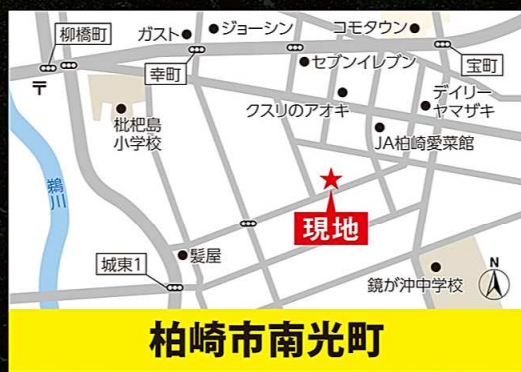 柳橋町
ガスト
ジョーシン
コモタウン
幸町
セブンイレブン
宝町
〒
枇杷島
小学校
クスリのアオキ
デイリー
ヤマザキ
JA柏崎愛菜館
鵜川
現地
髪屋
城東1
鏡が沖中学校
N
柏崎市南光町